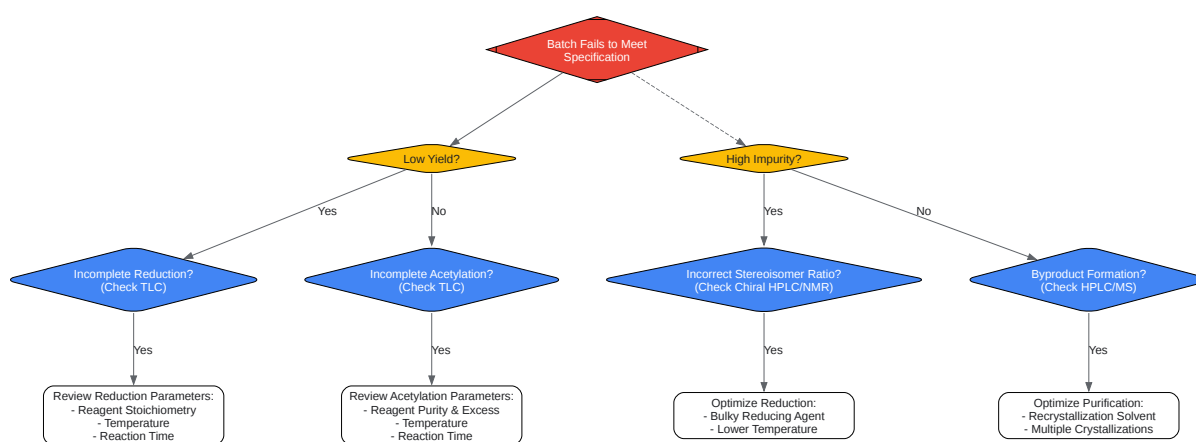 Batch Fails to Meet
Specification
Low Yield?
High Impurity?
Yes
No
Yes
No
Incomplete Reduction?
(Check TLC)
Incomplete Acetylation?
(Check TLC)
Incorrect Stereoisomer Ratio?
(Check Chiral HPLC/NMR)
Byproduct Formation?
(Check HPLC/MS)
Yes
Yes
Yes
Yes
Review Reduction Parameters:
- Reagent Stoichiometry
- Temperature
- Reaction Time
Review Acetylation Parameters:
- Reagent Purity & Excess
- Temperature
- Reaction Time
Optimize Reduction:
- Bulky Reducing Agent
- Lower Temperature
Optimize Purification:
- Recrystallization Solvent
- Multiple Crystallizations